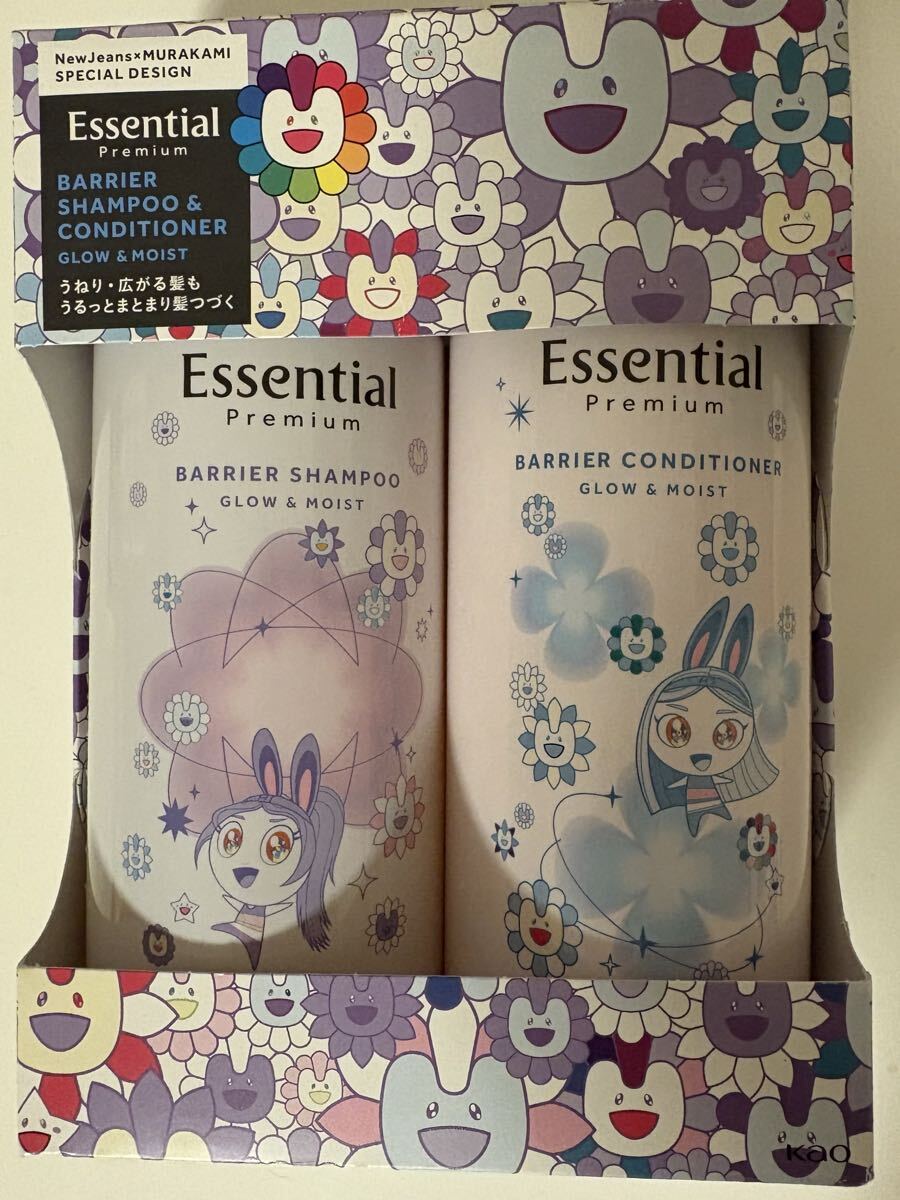 NewJeans×MURAKAMI
SPECIAL DESIGN
Essential
Premium
BARRIER
SHAMPOO &
CONDITIONER
GLOW & MOIST
うねり・広がる髪も
うるっとまとまり髪つづく
Essential
Premium
BARRIER SHAMPOO
GLOW & MOIST
Essential
Premium
BARRIER CONDITIONER
GLOW & MOIST
Kao